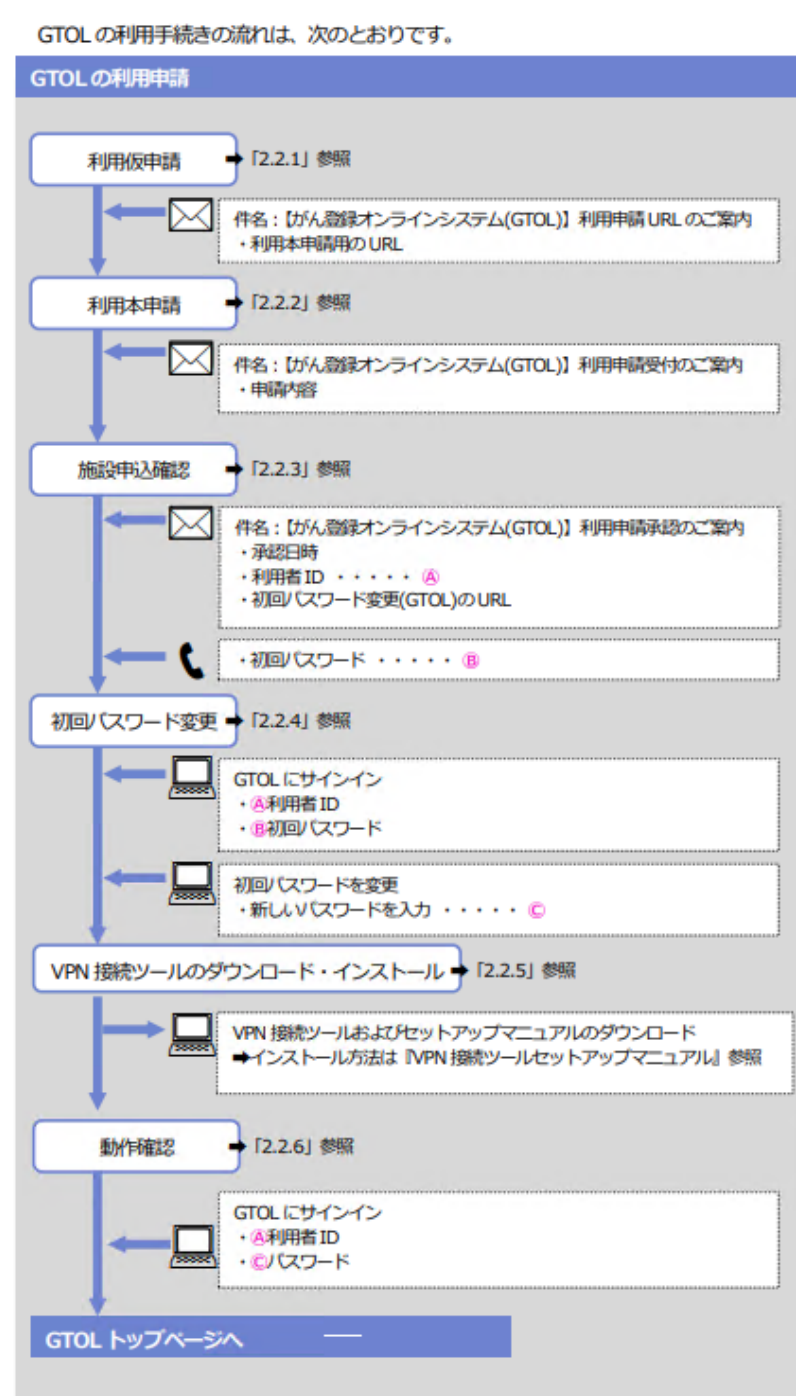 GTOL の利用手続きの流れは、次のとおりです。
GTOL の利用申請
利用仮申請 ➡ 「2.2.1」参照
件名:【がん登録オンラインシステム(GTOL)】利用申請 URL のご案内
・利用本申請用の URL
利用本申請 ➡ 「2.2.2」参照
件名:【がん登録オンラインシステム(GTOL)】利用申請受付のご案内
・申請内容
施設申込確認 ➡ 「2.2.3」参照
件名:【がん登録オンラインシステム(GTOL)】利用申請承認のご案内
・承認日時
・利用者 ID ・・・・・ Ⓐ
・初回パスワード変更(GTOL)の URL
・初回パスワード ・・・・・ Ⓑ
初回パスワード変更 ➡ 「2.2.4」参照
GTOL にサインイン
・Ⓐ利用者 ID
・Ⓑ初回パスワード
初回パスワードを変更
・新しいパスワードを入力 ・・・・・ Ⓒ
VPN 接続ツールのダウンロード・インストール ➡ 「2.2.5」参照
VPN 接続ツールおよびセットアップマニュアルのダウンロード
➡インストール方法は『VPN 接続ツールセットアップマニュアル』参照
動作確認 ➡ 「2.2.6」参照
GTOL にサインイン
・Ⓐ利用者 ID
・Ⓒパスワード
GTOL トップページへ